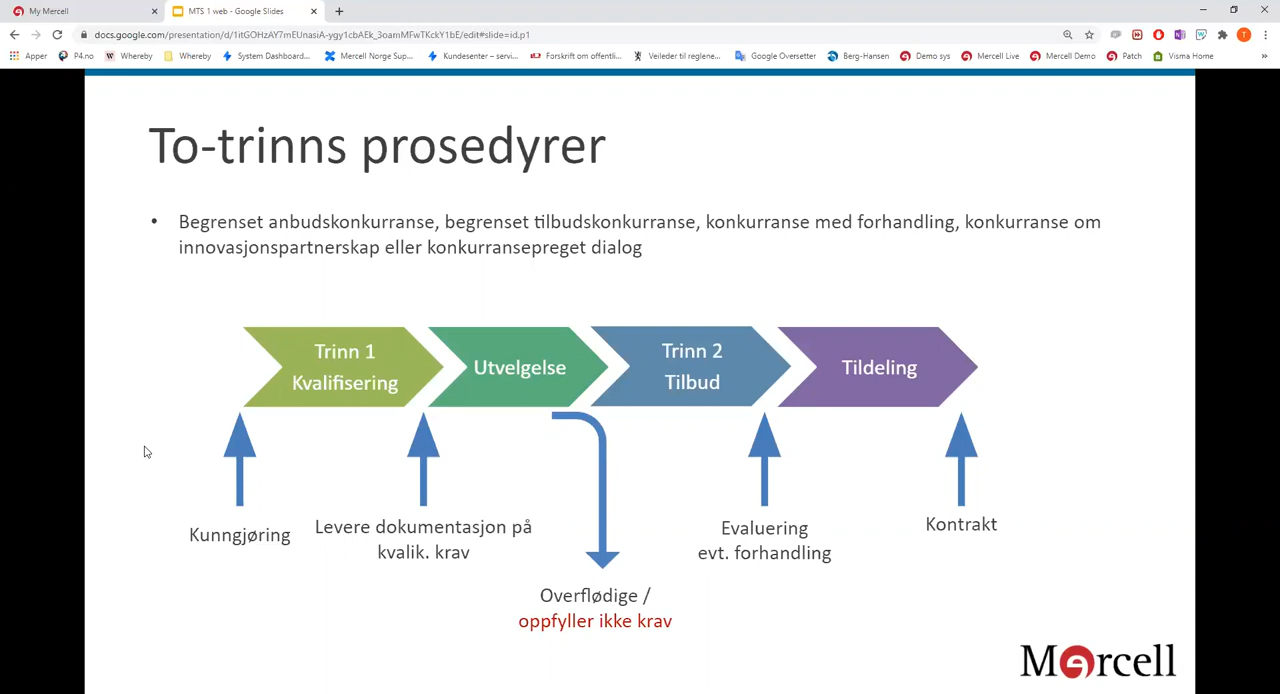 My Mercell
MTS 1 web - Google Slides
docs.google.com/presentation/d/1itGOHzAY7mEUnasiA-ygy1cbAEk_3oamMFwTKckY1bE/edit#slide=id.p1
Apper P4.no Whereby Whereby System Dashboard... Mercell Norge Sup... Kundesenter – servi... Forskrift om offentli... Veileder til reglene... Google Oversetter Berg-Hansen Demo sys Mercell Live Mercell Demo Patch Visma Home
To-trinns prosedyrer
• Begrenset anbudskonkurranse, begrenset tilbudskonkurranse, konkurranse med forhandling, konkurranse om
innovasjonspartnerskap eller konkurransepreget dialog
Trinn 1
Kvalifisering
Utvelgelse
Trinn 2
Tilbud
Tildeling
Kunngjøring
Levere dokumentasjon på
kvalik. krav
Overflødige /
oppfyller ikke krav
Evaluering
evt. forhandling
Kontrakt
Mercell